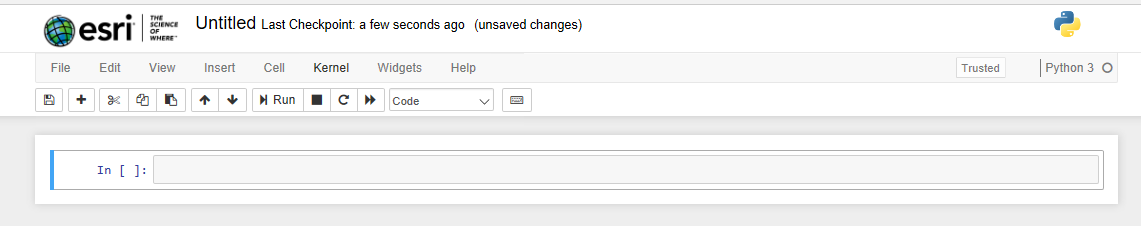 esri THE SCIENCE OF WHERE™ Untitled Last Checkpoint: a few seconds ago (unsaved changes)
File Edit View Insert Cell Kernel Widgets Help Trusted Python 3
Run Code
In [ ]: